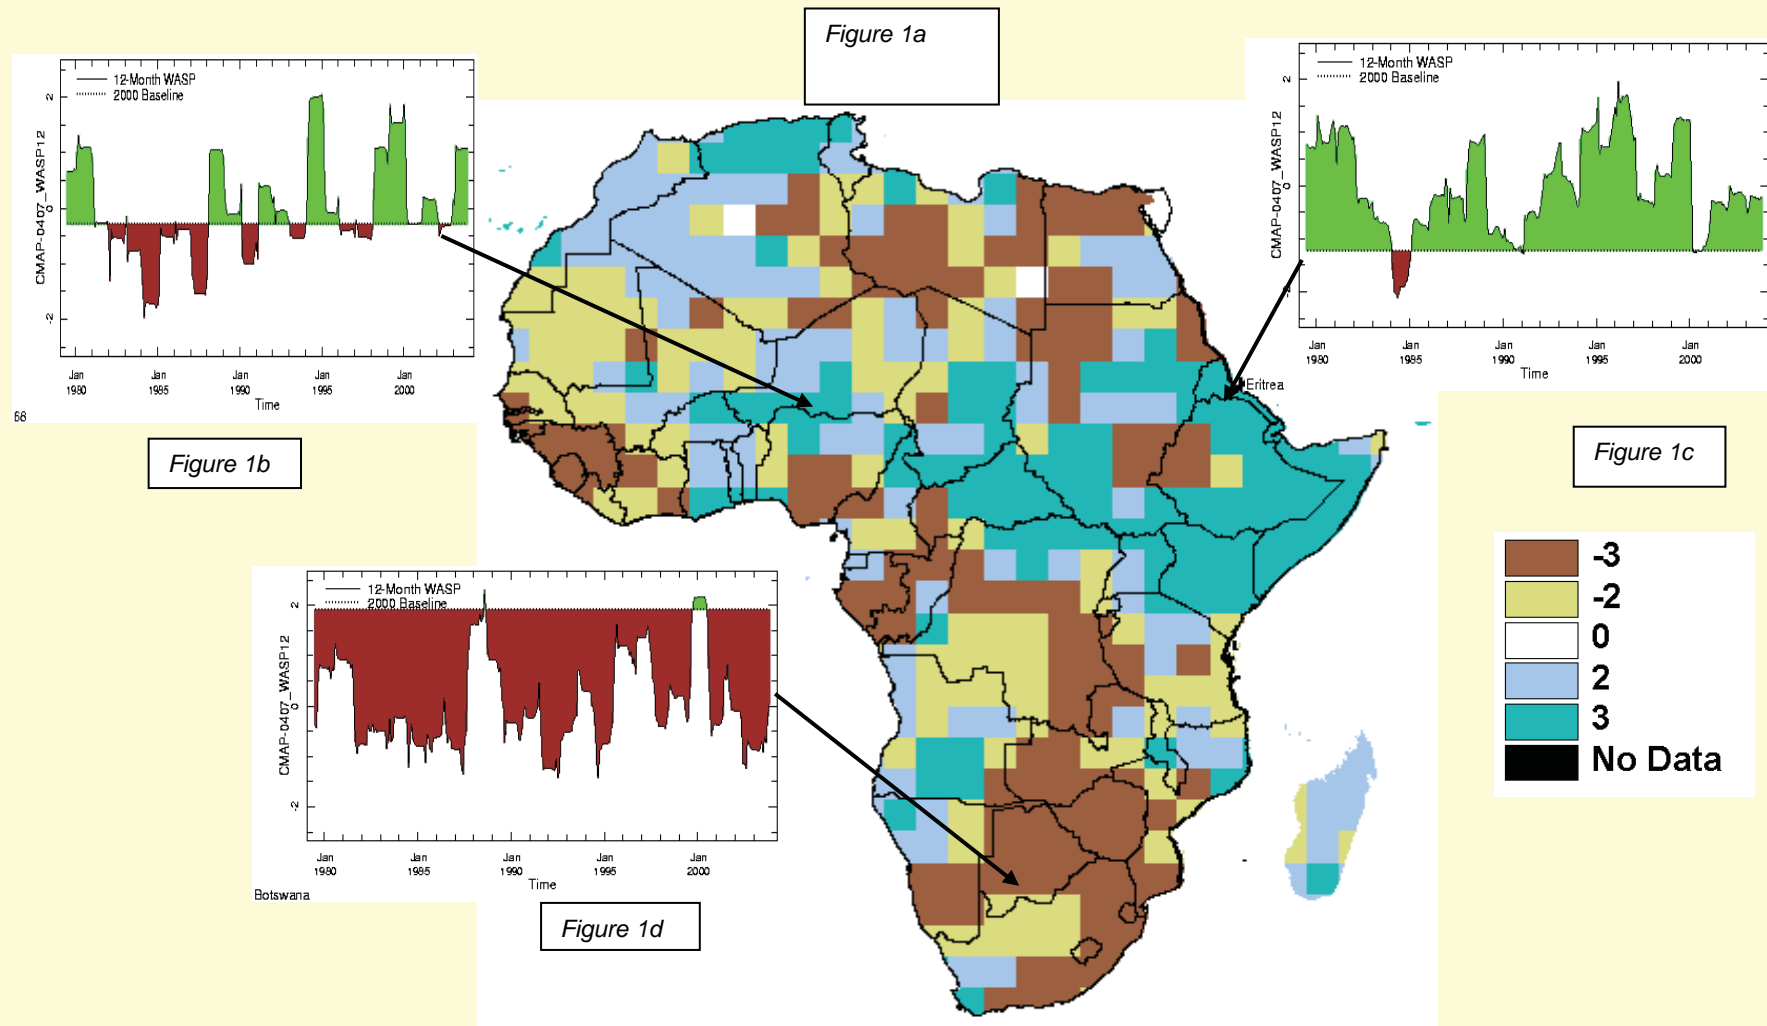 Figure 1a
12-Month WASP
2000 Baseline
CMAP-0407_WASP12
2
0
-2
Jan
1980
Jan
1985
Jan
1990
Jan
1995
Jan
2000
Time
68
Figure 1b
12-Month WASP
2000 Baseline
CMAP-0407_WASP12
2
0
Jan
1980
Jan
1985
Jan
1990
Jan
1995
Jan
2000
Time
Eritrea
Figure 1c
12-Month WASP
2000 Baseline
CMAP-0407_WASP12
2
0
-2
Jan
1980
Jan
1985
Jan
1990
Jan
1995
Jan
2000
Time
Botswana
Figure 1d
-3
-2
0
2
3
No Data